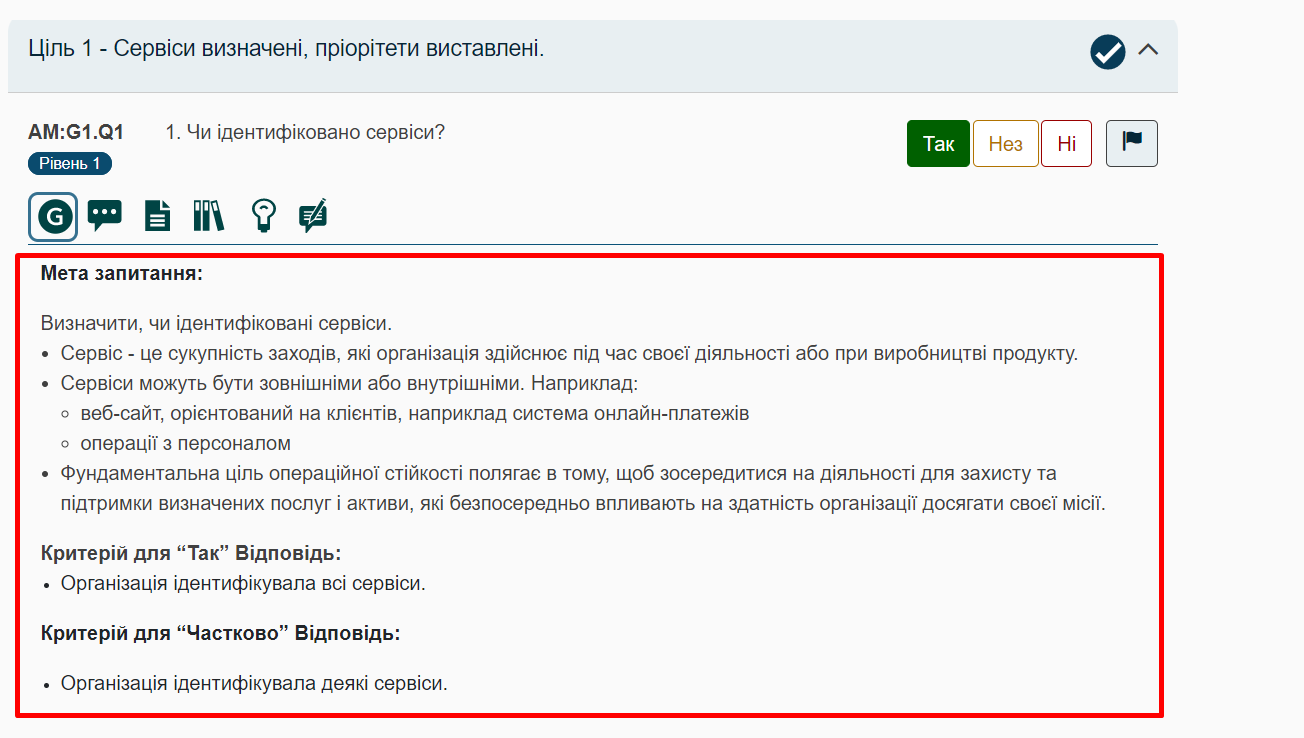 Ціль 1 - Сервіси визначені, пріорітети виставлені.
AM:G1.Q1 1. Чи ідентифіковано сервіси?
Так Нез Ні
Рівень 1
G
Мета запитання:
Визначити, чи ідентифіковані сервіси.
• Сервіс - це сукупність заходів, які організація здійснює під час своєї діяльності або при виробництві продукту.
• Сервіси можуть бути зовнішніми або внутрішніми. Наприклад:
◦ веб-сайт, орієнтований на клієнтів, наприклад система онлайн-платежів
◦ операції з персоналом
• Фундаментальна ціль операційної стійкості полягає в тому, щоб зосередитися на діяльності для захисту та
підтримки визначених послуг і активи, які безпосередньо впливають на здатність організації досягати своєї місії.
Критерій для “Так” Відповідь:
• Організація ідентифікувала всі сервіси.
Критерій для “Частково” Відповідь:
• Організація ідентифікувала деякі сервіси.